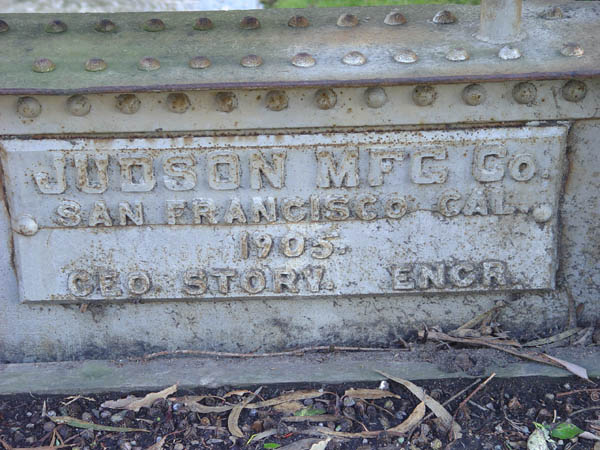 JUDSON MFG Co.
SAN FRANCISCO CAL.
1905.
GEO. STORY. ENGR